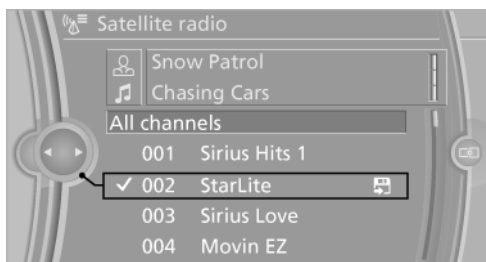 Satellite radio
Snow Patrol
Chasing Cars
All channels
001 Sirius Hits 1
002 StarLite
003 Sirius Love
004 Movin EZ